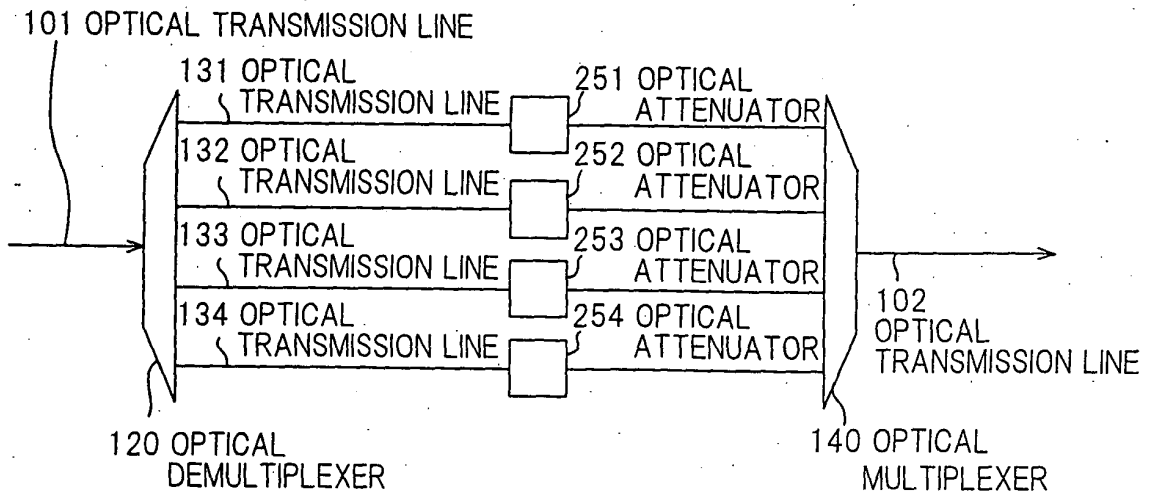 101 OPTICAL TRANSMISSION LINE
131 OPTICAL
TRANSMISSION LINE
251 OPTICAL
ATTENUATOR
132 OPTICAL
TRANSMISSION LINE
252 OPTICAL
ATTENUATOR
133 OPTICAL
TRANSMISSION LINE
253 OPTICAL
ATTENUATOR
134 OPTICAL
TRANSMISSION LINE
254 OPTICAL
ATTENUATOR
102
OPTICAL
TRANSMISSION LINE
120 OPTICAL
DEMULTIPLEXER
140 OPTICAL
MULTIPLEXER